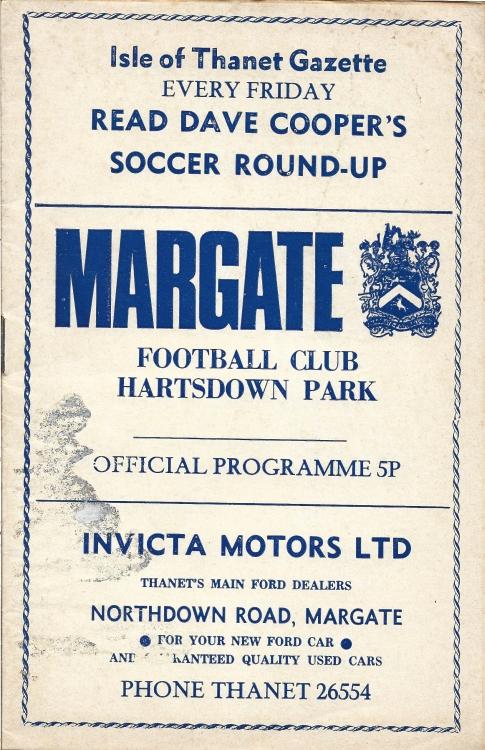 Isle of Thanet Gazette
EVERY FRIDAY
READ DAVE COOPER'S
SOCCER ROUND-UP
MARGATE
FOOTBALL CLUB
HARTSDOWN PARK
OFFICIAL PROGRAMME 5P
INVICTA MOTORS LTD
THANET'S MAIN FORD DEALERS
NORTHDOWN ROAD, MARGATE
● FOR YOUR NEW FORD CAR ●
AND QUALITY USED CARS
PHONE THANET 26554